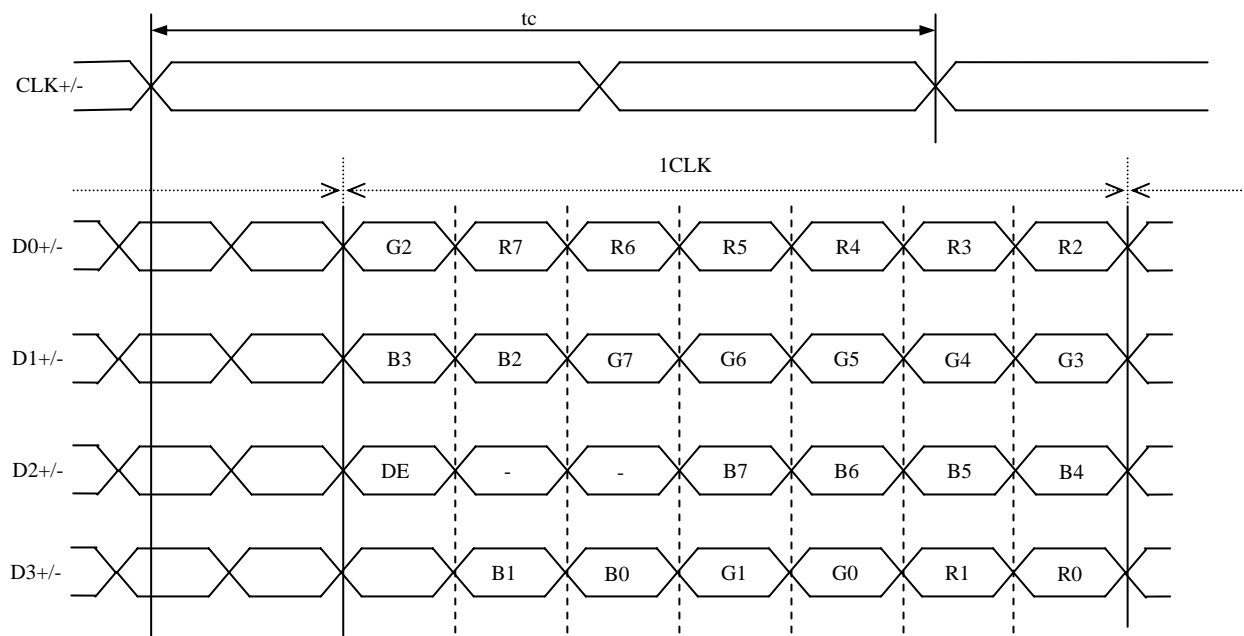 tc
CLK+/-
1CLK
D0+/- G2 R7 R6 R5 R4 R3 R2
D1+/- B3 B2 G7 G6 G5 G4 G3
D2+/- DE - - B7 B6 B5 B4
D3+/- B1 B0 G1 G0 R1 R0